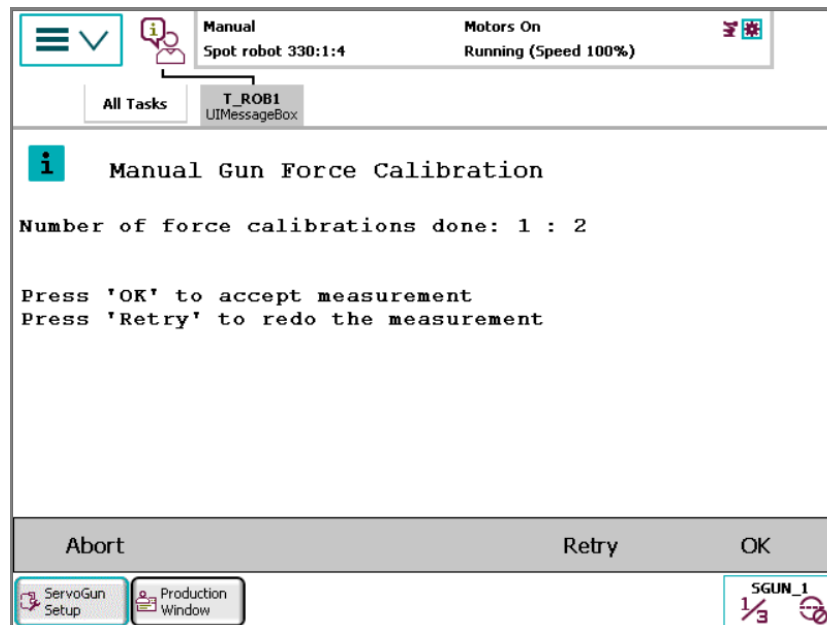 Manual
Motors On
Spot robot 330:1:4
Running (Speed 100%)
All Tasks
T_ROB1
UIMessageBox
i
Manual Gun Force Calibration
Number of force calibrations done: 1 : 2
Press 'OK' to accept measurement
Press 'Retry' to redo the measurement
Abort
Retry
OK
ServoGun
Setup
Production
Window
SGUN_1
1/3